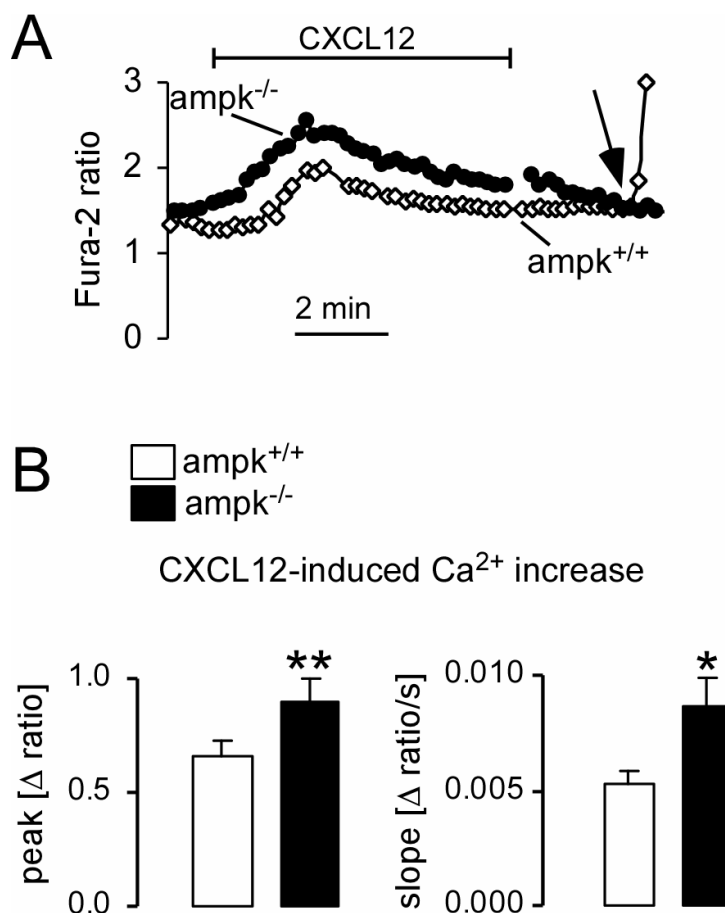 A
CXCL12
3
ampk-/-
2
Fura-2 ratio
1
ampk+/+
2 min
0
B
ampk+/+
ampk-/-
CXCL12-induced Ca2+ increase
1.0
**
0.5
0.0
peak [Δ ratio]
0.010
*
0.005
0.000
slope [Δ ratio/s]